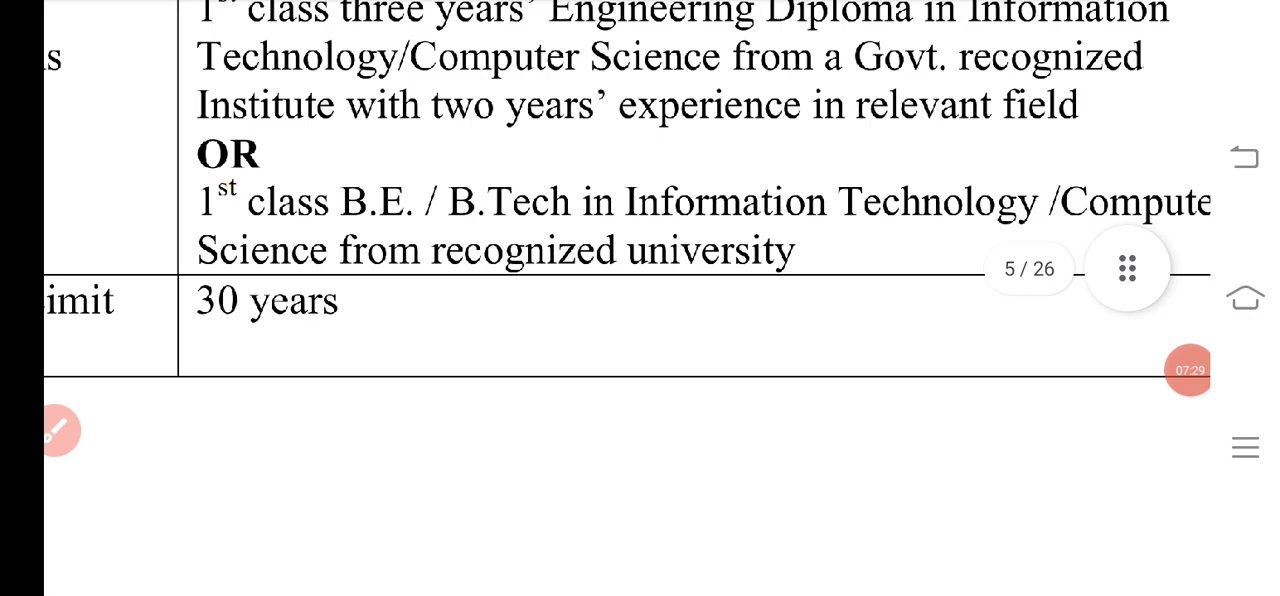 1st class three years’ Engineering Diploma in Information
s Technology/Computer Science from a Govt. recognized
Institute with two years’ experience in relevant field
OR
1st class B.E. / B.Tech in Information Technology /Compute
Science from recognized university
5 / 26
imit 30 years
07:29